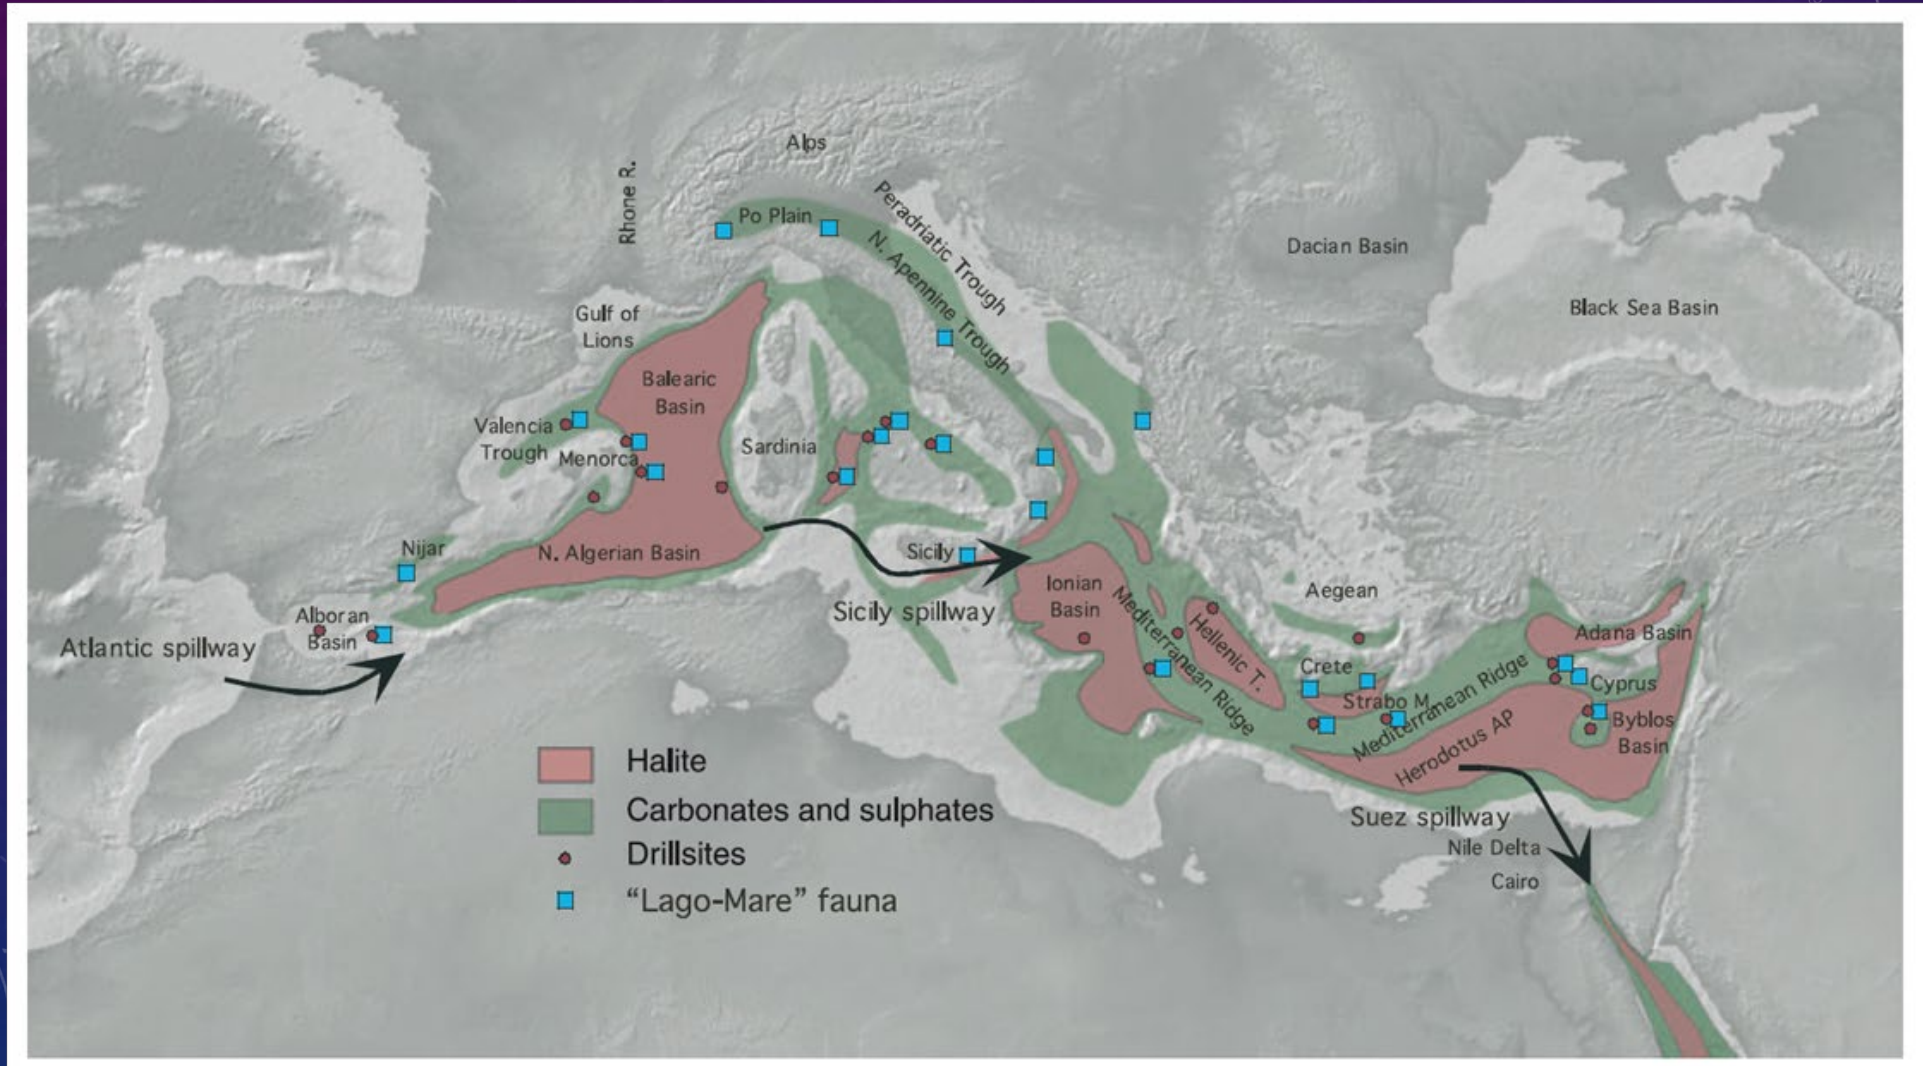 Alps
Rhone R.
Po Plain
Peradriatic Trough
N. Apennine Trough
Dacian Basin
Black Sea Basin
Gulf of
Lions
Balearic
Basin
Valencia
Trough
Menorca
Sardinia
Nijar
N. Algerian Basin
Sicily
Alboran
Basin
Atlantic spillway
Sicily spillway
Ionian
Basin
Mediterranean Ridge
Hellenic T.
Aegean
Crete
Strabo M.
Mediterranean Ridge
Adana Basin
Cyprus
Byblos
Basin
Herodotus AP
Suez spillway
Nile Delta
Cairo
Halite
Carbonates and sulphates
Drillsites
“Lago-Mare” fauna